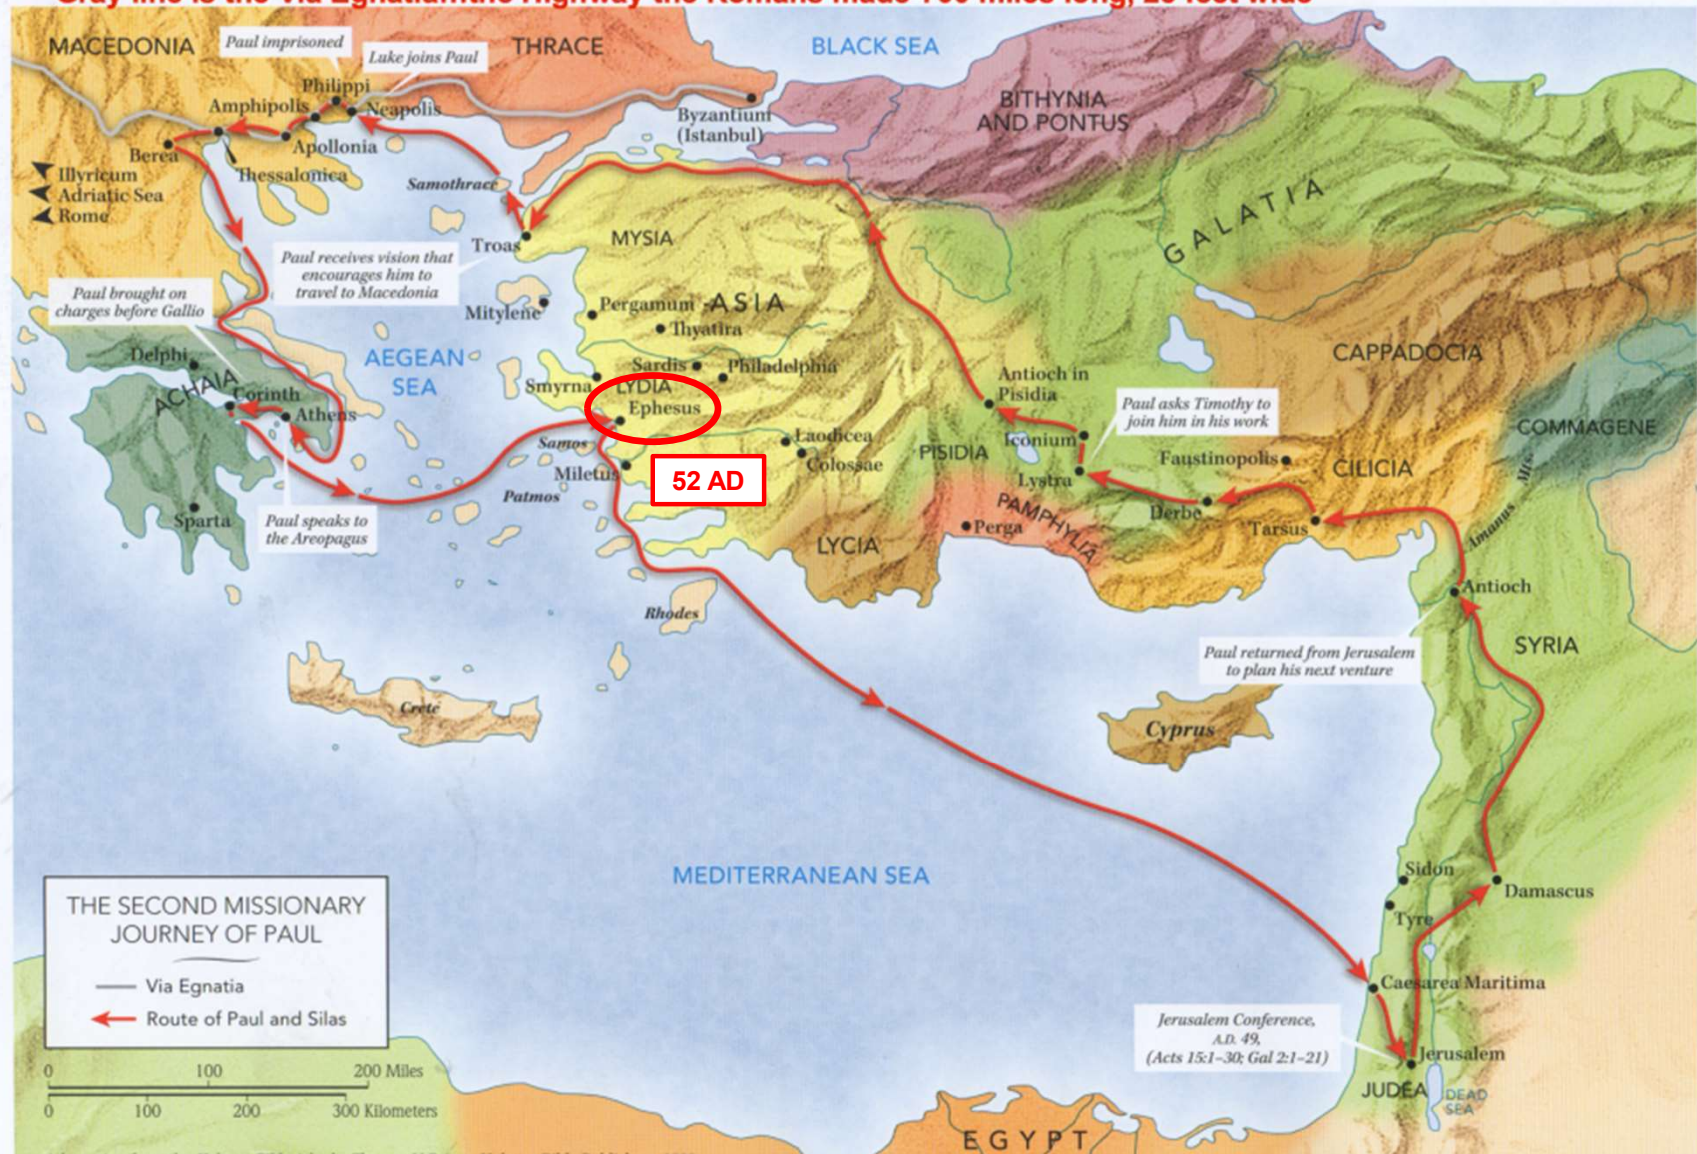 MACEDONIA
Paul imprisoned
Luke joins Paul
THRACE
BLACK SEA
Philippi
Amphipolis
Neapolis
Byzantium
(Istanbul)
BITHYNIA
AND PONTUS
Berea
Apollonia
Thessalonica
Illyricum
Adriatic Sea
Rome
Samothrace
GALATIA
Troas
MYSIA
Paul receives vision that
encourages him to
travel to Macedonia
Paul brought on
charges before Gallio
Mitylene
Pergamum
ASIA
Thyatira
Delphi
AEGEAN
SEA
Sardis
Philadelphia
CAPPADOCIA
ACHAIA
Corinth
Athens
Smyrna
LYDIA
Ephesus
Antioch in
Pisidia
Paul asks Timothy to
join him in his work
Samos
Laodicea
Colossae
PISIDIA
Iconium
COMMAGENE
Miletus
52 AD
Lystra
Faustinopolis
CILICIA
Mts.
Amanus
Patmos
Sparta
Paul speaks to
the Areopagus
Perga
PAMPHYLIA
Derbe
Tarsus
LYCIA
Antioch
Rhodes
Paul returned from Jerusalem
to plan his next venture
SYRIA
Crete
Cyprus
MEDITERRANEAN SEA
Sidon
Damascus
Tyre
THE SECOND MISSIONARY
JOURNEY OF PAUL
Via Egnatia
Route of Paul and Silas
Caesarea Maritima
Jerusalem Conference,
A.D. 49,
(Acts 15:1–30; Gal 2:1–21)
Jerusalem
JUDEA
DEAD
SEA
0 100 200 Miles
0 100 200 300 Kilometers
EGYPT